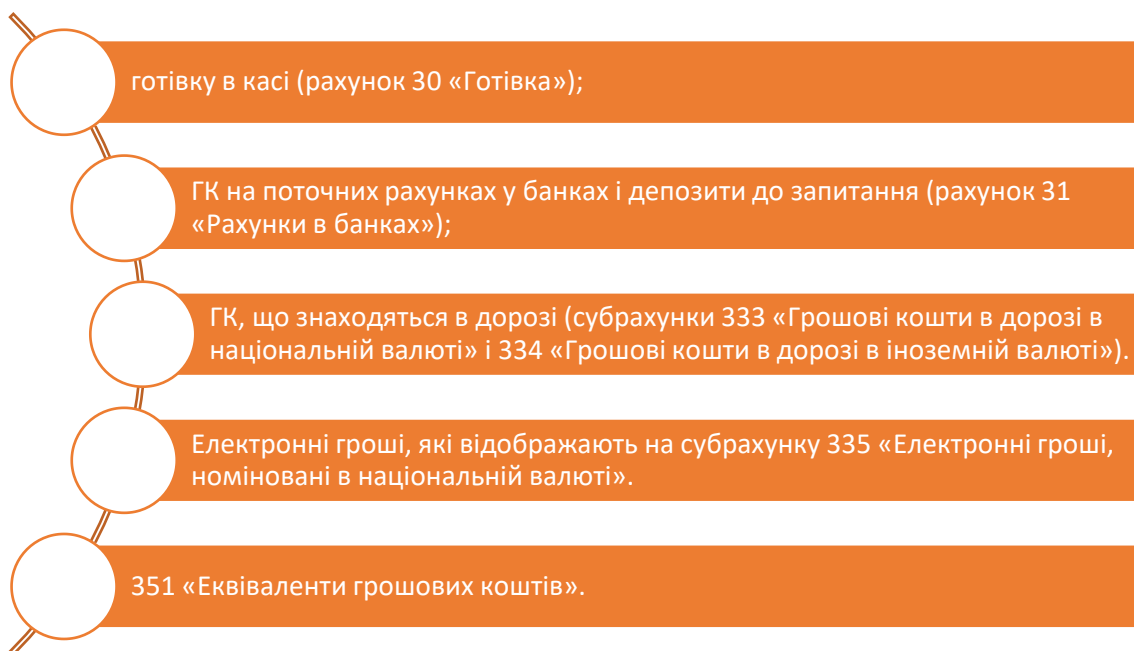 готівку в касі (рахунок 30 «Готівка»);
ГК на поточних рахунках у банках і депозити до запитання (рахунок 31
«Рахунки в банках»);
ГК, що знаходяться в дорозі (субрахунки 333 «Грошові кошти в дорозі в
національній валюті» і 334 «Грошові кошти в дорозі в іноземній валюті»).
Електронні гроші, які відображають на субрахунку 335 «Електронні гроші,
номіновані в національній валюті».
351 «Еквіваленти грошових коштів».